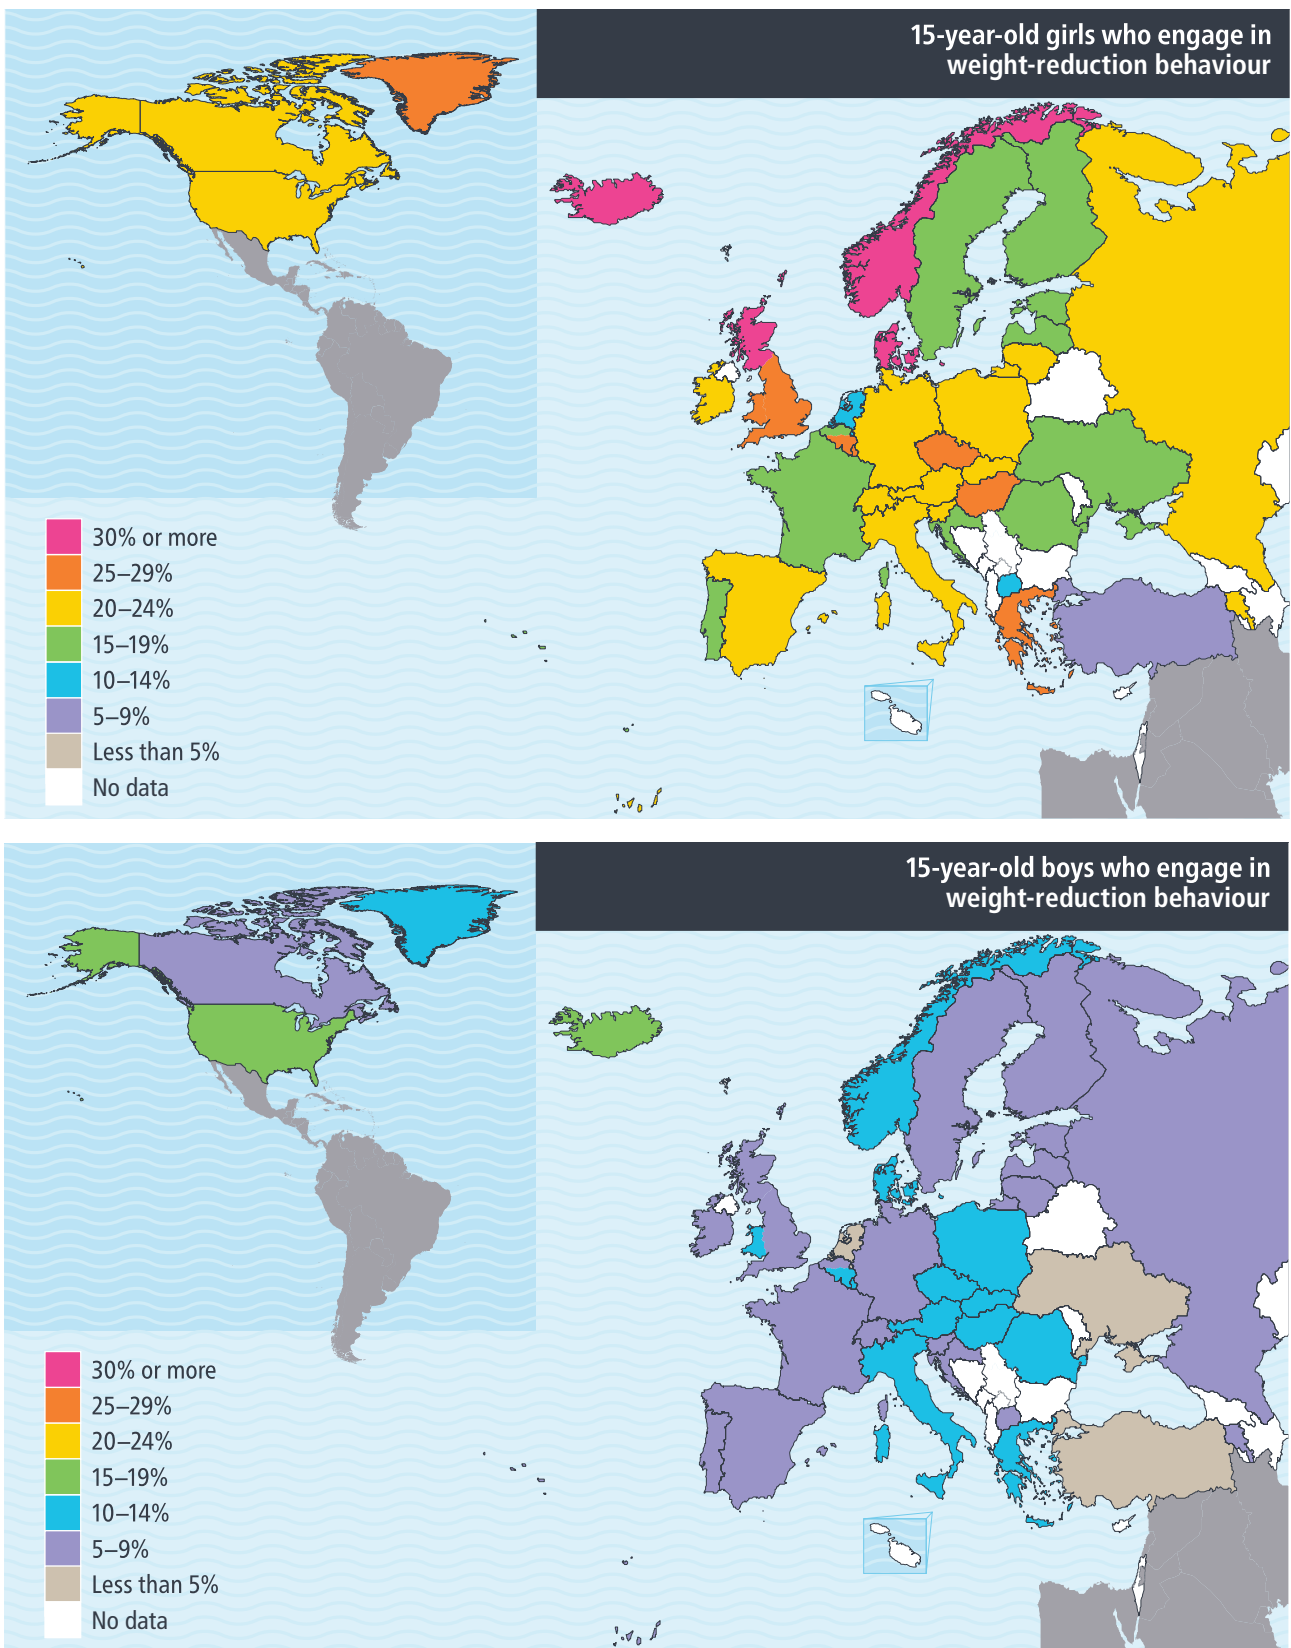 15-year-old girls who engage in
weight-reduction behaviour
30% or more
25–29%
20–24%
15–19%
10–14%
5–9%
Less than 5%
No data
15-year-old boys who engage in
weight-reduction behaviour
30% or more
25–29%
20–24%
15–19%
10–14%
5–9%
Less than 5%
No data